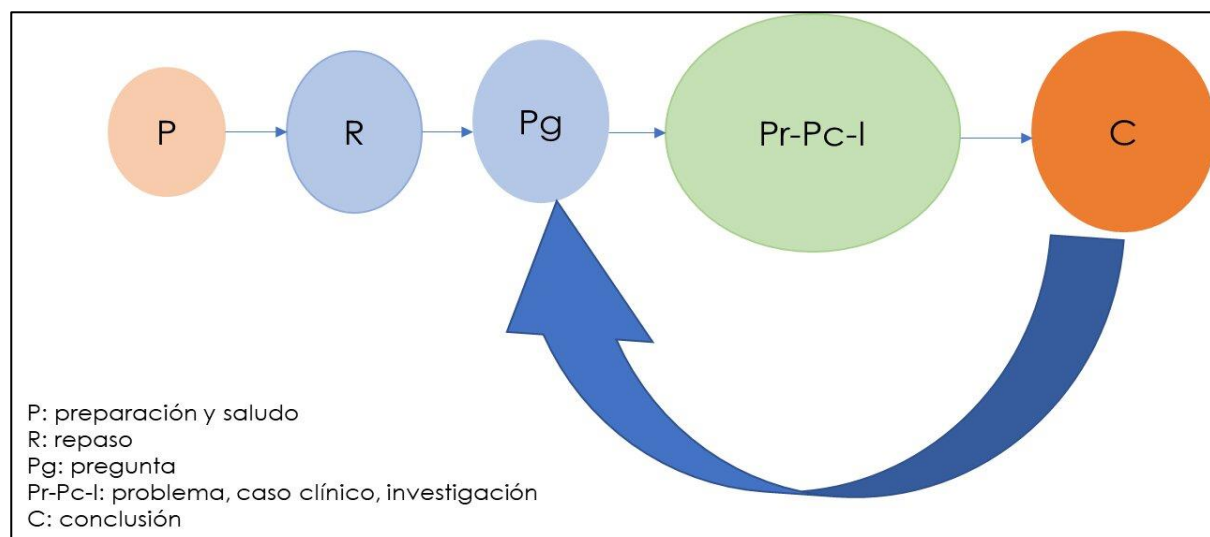 P
R
Pg
Pr-Pc-I
C
P: preparación y saludo
R: repaso
Pg: pregunta
Pr-Pc-I: problema, caso clínico, investigación
C: conclusión